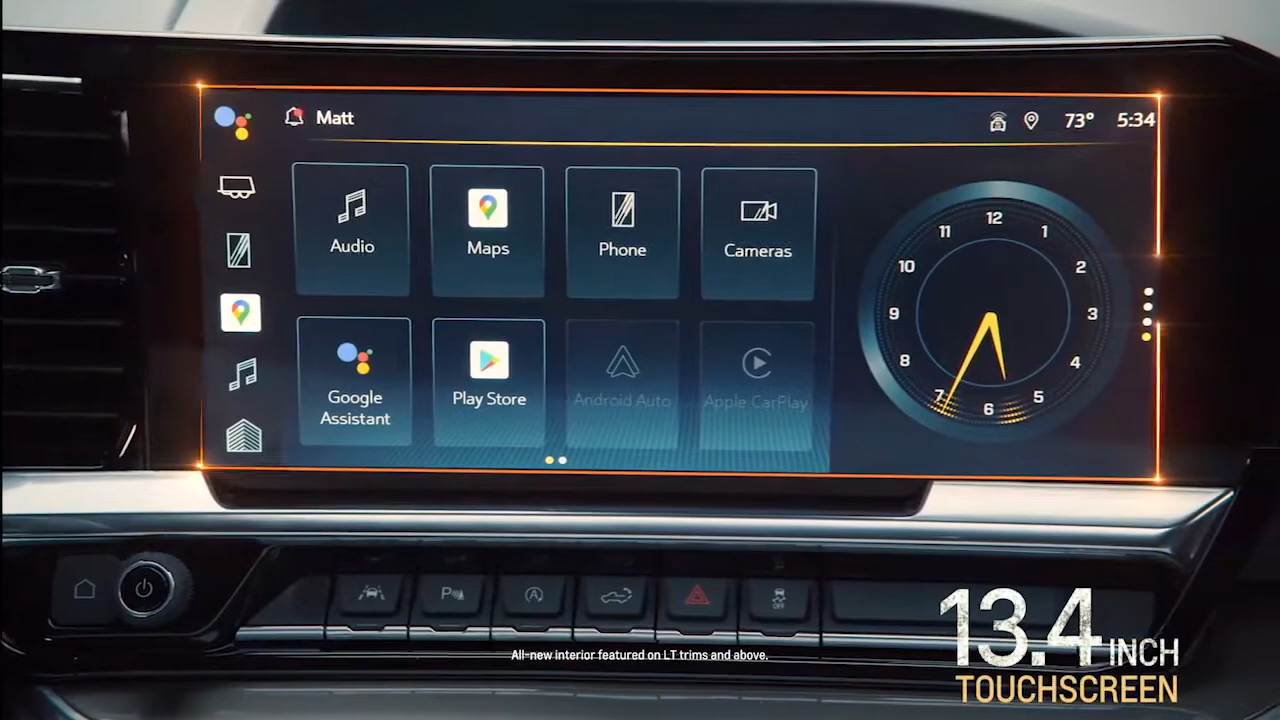 Matt
73° 5:34
Audio
Maps
Phone
Cameras
Google
Assistant
Play Store
Android Auto
Apple CarPlay
12
1
2
3
4
5
6
7
8
9
10
11
P
A
OFF
All-new interior featured on LT trims and above.
13.4 INCH
TOUCHSCREEN